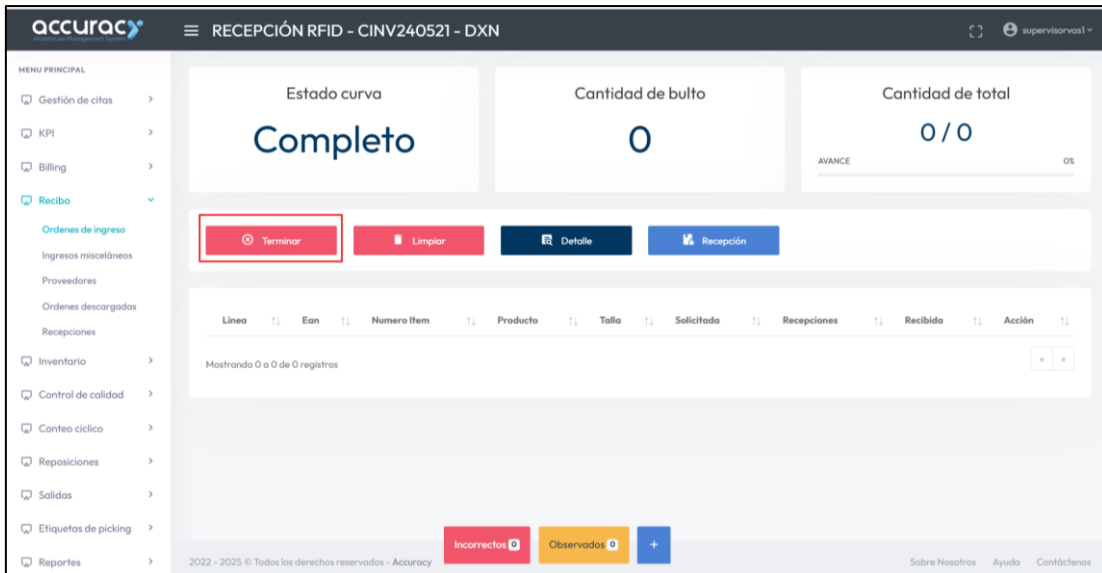 accuracy
Warehouse Management System
RECEPCIÓN RFID - CINV240521 - DXN
supervisorvas1
MENU PRINCIPAL
Gestión de citas
KPI
Billing
Recibo
Ordenes de ingreso
Ingresos misceláneos
Proveedores
Ordenes descargadas
Recepciones
Inventario
Control de calidad
Conteo ciclico
Reposiciones
Salidas
Etiquetas de picking
Reportes
Estado curva
Completo
Cantidad de bulto
0
Cantidad de total
0 / 0
AVANCE 0%
Terminar Limpiar Detalle Recepción
Linea Ean Numero Item Producto Talla Solicitada Recepciones Recibida Acción
Mostrando 0 a 0 de 0 registros
« »
Incorrectos 0 Observados 0 +
2022 - 2025 © Todos los derechos reservados - Accuracy
Sobre Nosotros Ayuda Contáctenos